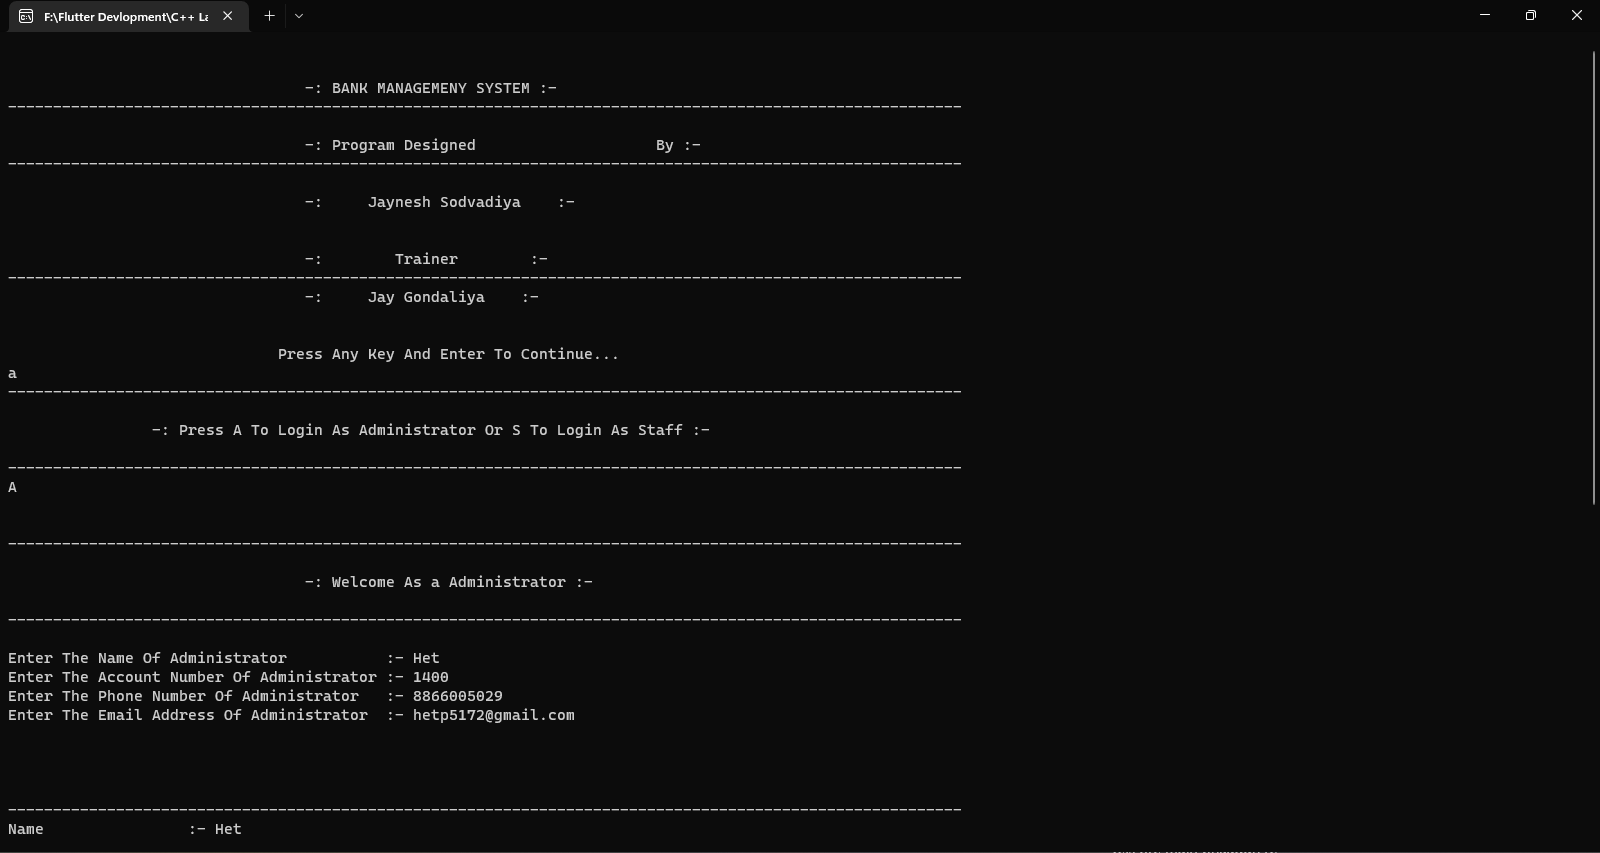 F:\Flutter Devlopment\C++ La
-: BANK MANAGEMENY SYSTEM :-
----------------------------------------------------------------------------------------------------------
-: Program Designed                    By :-
----------------------------------------------------------------------------------------------------------
-:     Jaynesh Sodvadiya    :-
-:        Trainer        :-
----------------------------------------------------------------------------------------------------------
-:     Jay Gondaliya    :-
Press Any Key And Enter To Continue...
a
----------------------------------------------------------------------------------------------------------
-: Press A To Login As Administrator Or S To Login As Staff :-
----------------------------------------------------------------------------------------------------------
A
----------------------------------------------------------------------------------------------------------
-: Welcome As a Administrator :-
----------------------------------------------------------------------------------------------------------
Enter The Name Of Administrator           :- Het
Enter The Account Number Of Administrator :- 1400
Enter The Phone Number Of Administrator   :- 8866005029
Enter The Email Address Of Administrator  :- hetp5172@gmail.com
----------------------------------------------------------------------------------------------------------
Name                :- Het